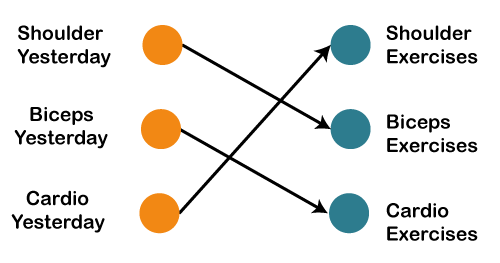 Shoulder
Yesterday
Shoulder
Exercises
Biceps
Yesterday
Biceps
Exercises
Cardio
Yesterday
Cardio
Exercises